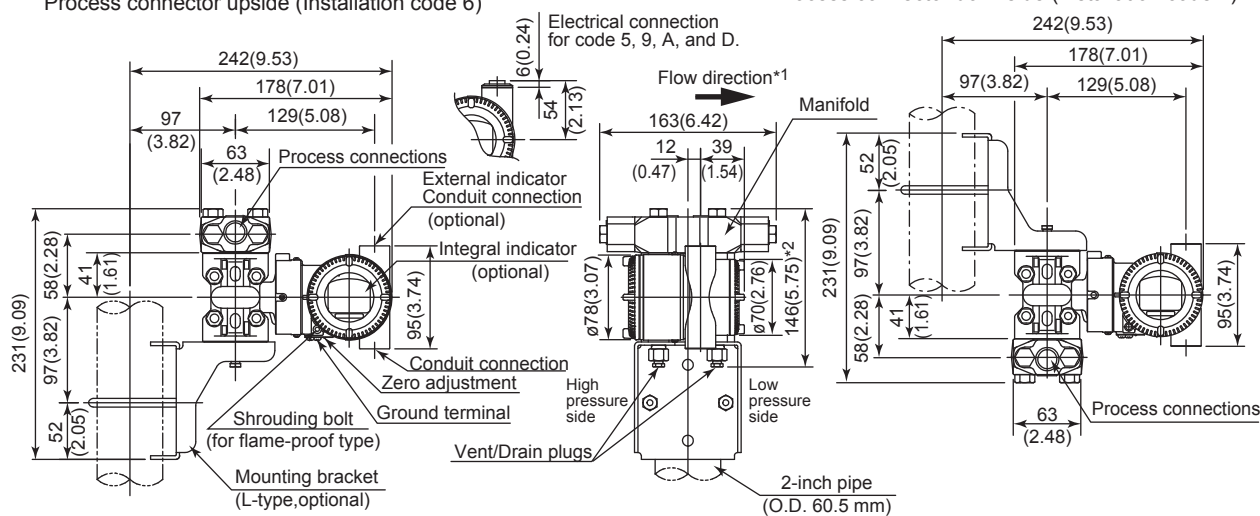 Process connector upside (Installation code 6)
242(9.53)
178(7.01)
97
(3.82)
129(5.08)
63
(2.48)
Process connections
6(0.24)
54
(2.13)
Electrical connection
for code 5, 9, A, and D.
External indicator
Conduit connection
(optional)
Integral indicator
(optional)
231(9.09)
58(2.28)
41
(1.61)
97(3.82)
52
(2.05)
95(3.74)
Conduit connection
Zero adjustment
Ground terminal
Shrouding bolt
(for flame-proof type)
Mounting bracket
(L-type,optional)
Flow direction*1
Manifold
163(6.42)
12
(0.47)
39
(1.54)
ø78(3.07)
ø70(2.76)
146(5.75)*2
High
pressure
side
Low
pressure
side
Vent/Drain plugs
2-inch pipe
(O.D. 60.5 mm)
242(9.53)
178(7.01)
97(3.82)
129(5.08)
231(9.09)
52
(2.05)
97(3.82)
41
(1.61)
58(2.28)
95(3.74)
63
(2.48)
Process connections